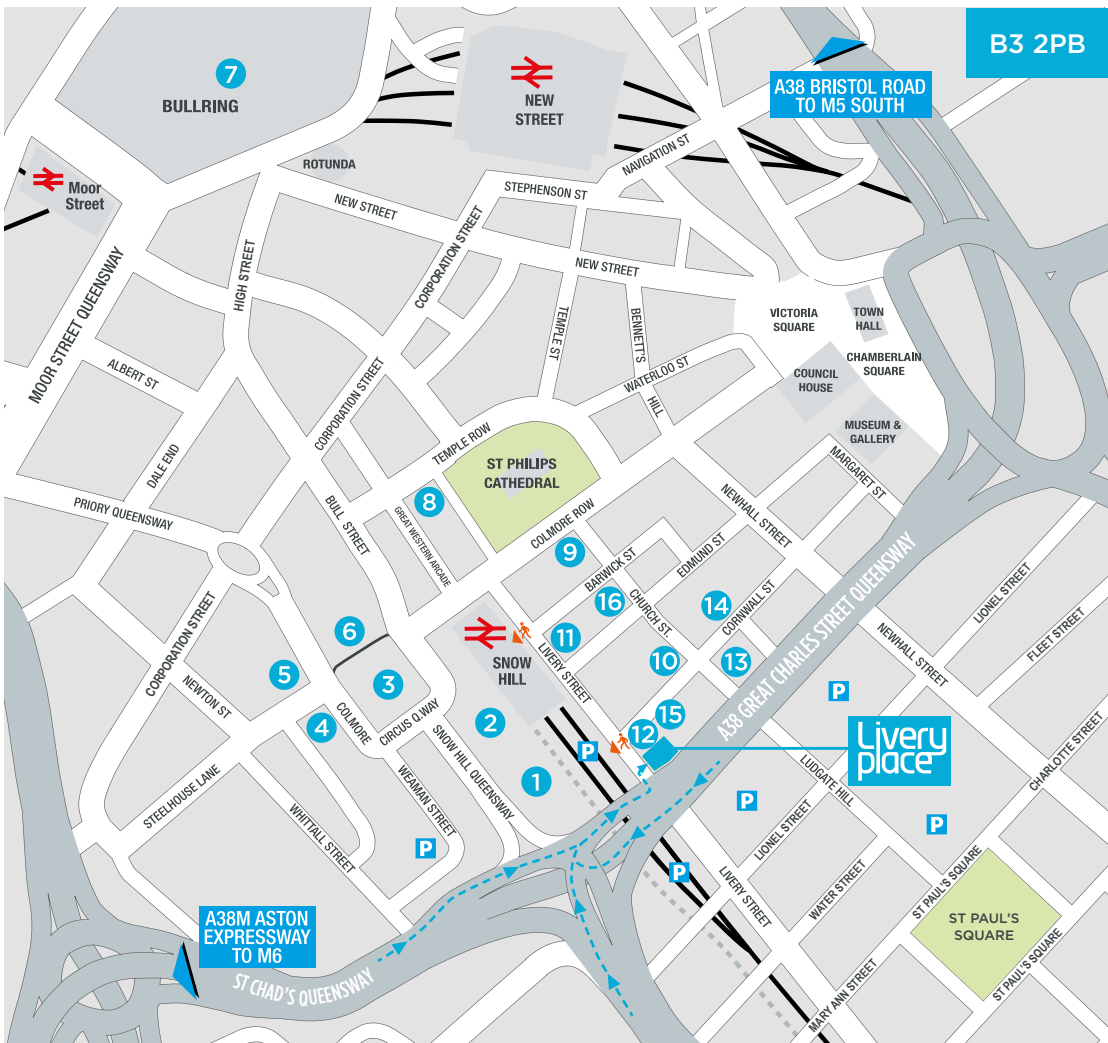 B3 2PB
7
BULLRING
NEW
STREET
A38 BRISTOL ROAD
TO M5 SOUTH
ROTUNDA
Moor
Street
NAVIGATION ST
STEPHENSON ST
NEW STREET
CORPORATION STREET
NEW STREET
HIGH STREET
MOOR STREET QUEENSWAY
TEMPLE ST
BENNETT'S
HILL
VICTORIA
SQUARE
TOWN
HALL
CHAMBERLAIN
SQUARE
COUNCIL
HOUSE
MUSEUM &
GALLERY
ALBERT ST
CORPORATION STREET
WATERLOO ST
TEMPLE ROW
ST PHILIPS
CATHEDRAL
MARGARET ST
DALE END
PRIORY QUEENSWAY
BULL STREET
8
GREAT WESTERN ARCADE
COLMORE ROW
NEWHALL STREET
9
BARWICK ST
EDMUND ST
A38 GREAT CHARLES STREET QUEENSWAY
LIONEL STREET
FLEET STREET
16
CHURCH ST.
14
CORNWALL ST
NEWHALL STREET
6
SNOW
HILL
11
LIVERY STREET
10
13
CORPORATION STREET
5
3
NEWTON ST
4
COLMORE
CIRCUS Q.WAY
2
15
12
P
Livery
place
SNOW HILL QUEENSWAY
P
1
LUDGATE HILL
CHARLOTTE STREET
STEELHOUSE LANE
WEAMAN STREET
WHITTALL STREET
P
P
P
LIONEL STREET
P
LIVERY STREET
WATER STREET
ST PAUL'S SQUARE
ST PAUL'S
SQUARE
ST PAUL'S SQUARE
A38M ASTON
EXPRESSWAY
TO M6
ST CHAD'S QUEENSWAY
MARY ANN STREET